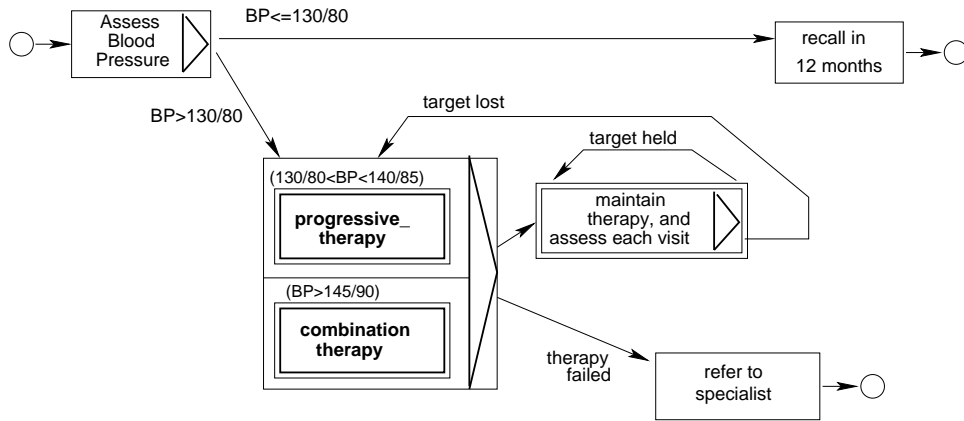 Assess
Blood
Pressure
BP<=130/80
recall in
12 months
BP>130/80
target lost
target held
(130/80<BP<140/85)
progressive_
therapy
maintain
therapy, and
assess each visit
(BP>145/90)
combination
therapy
therapy
failed
refer to
specialist